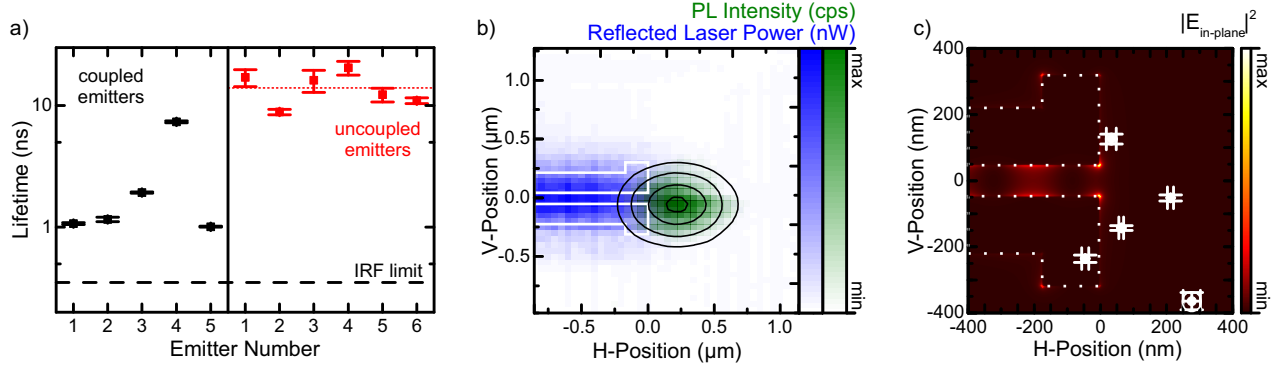 a)
Lifetime (ns)
10
1
coupled
emitters
uncoupled
emitters
IRF limit
1 2 3 4 5 1 2 3 4 5 6
Emitter Number
b)
PL Intensity (cps)
Reflected Laser Power (nW)
V-Position (µm)
1.0
0.5
0.0
-0.5
-0.5 0.0 0.5 1.0
H-Position (µm)
max
min
c)
|E_in-plane|²
V-Position (nm)
400
200
0
-200
-400
-400 -200 0 200 400
H-Position (nm)
max
min